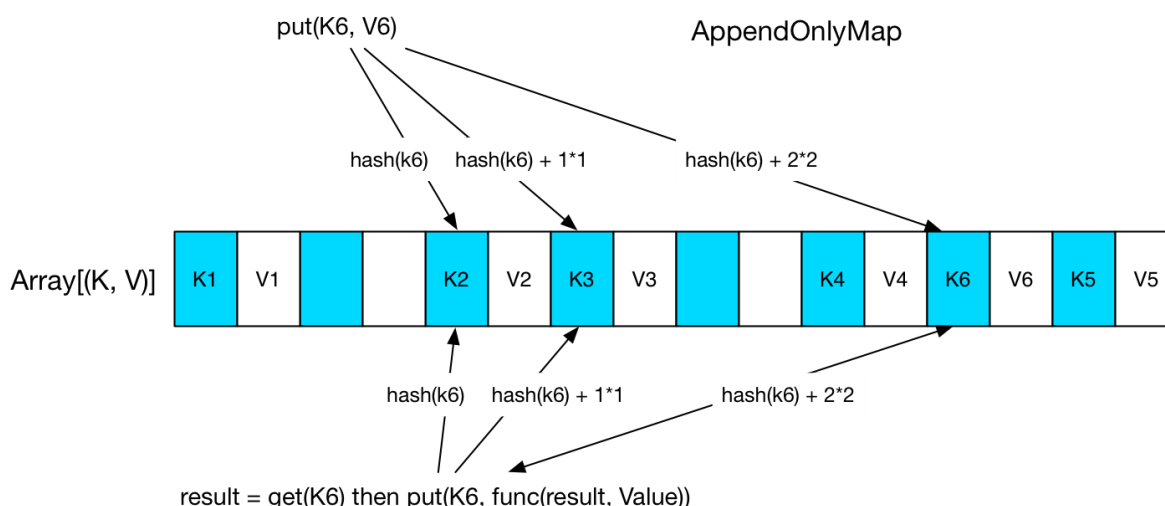 put(K6, V6)
AppendOnlyMap
hash(k6)
hash(k6) + 1*1
hash(k6) + 2*2
Array[(K, V)]
K1 V1 K2 V2 K3 V3 K4 V4 K6 V6 K5 V5
hash(k6)
hash(k6) + 1*1
hash(k6) + 2*2
result = get(K6) then put(K6, func(result, Value))